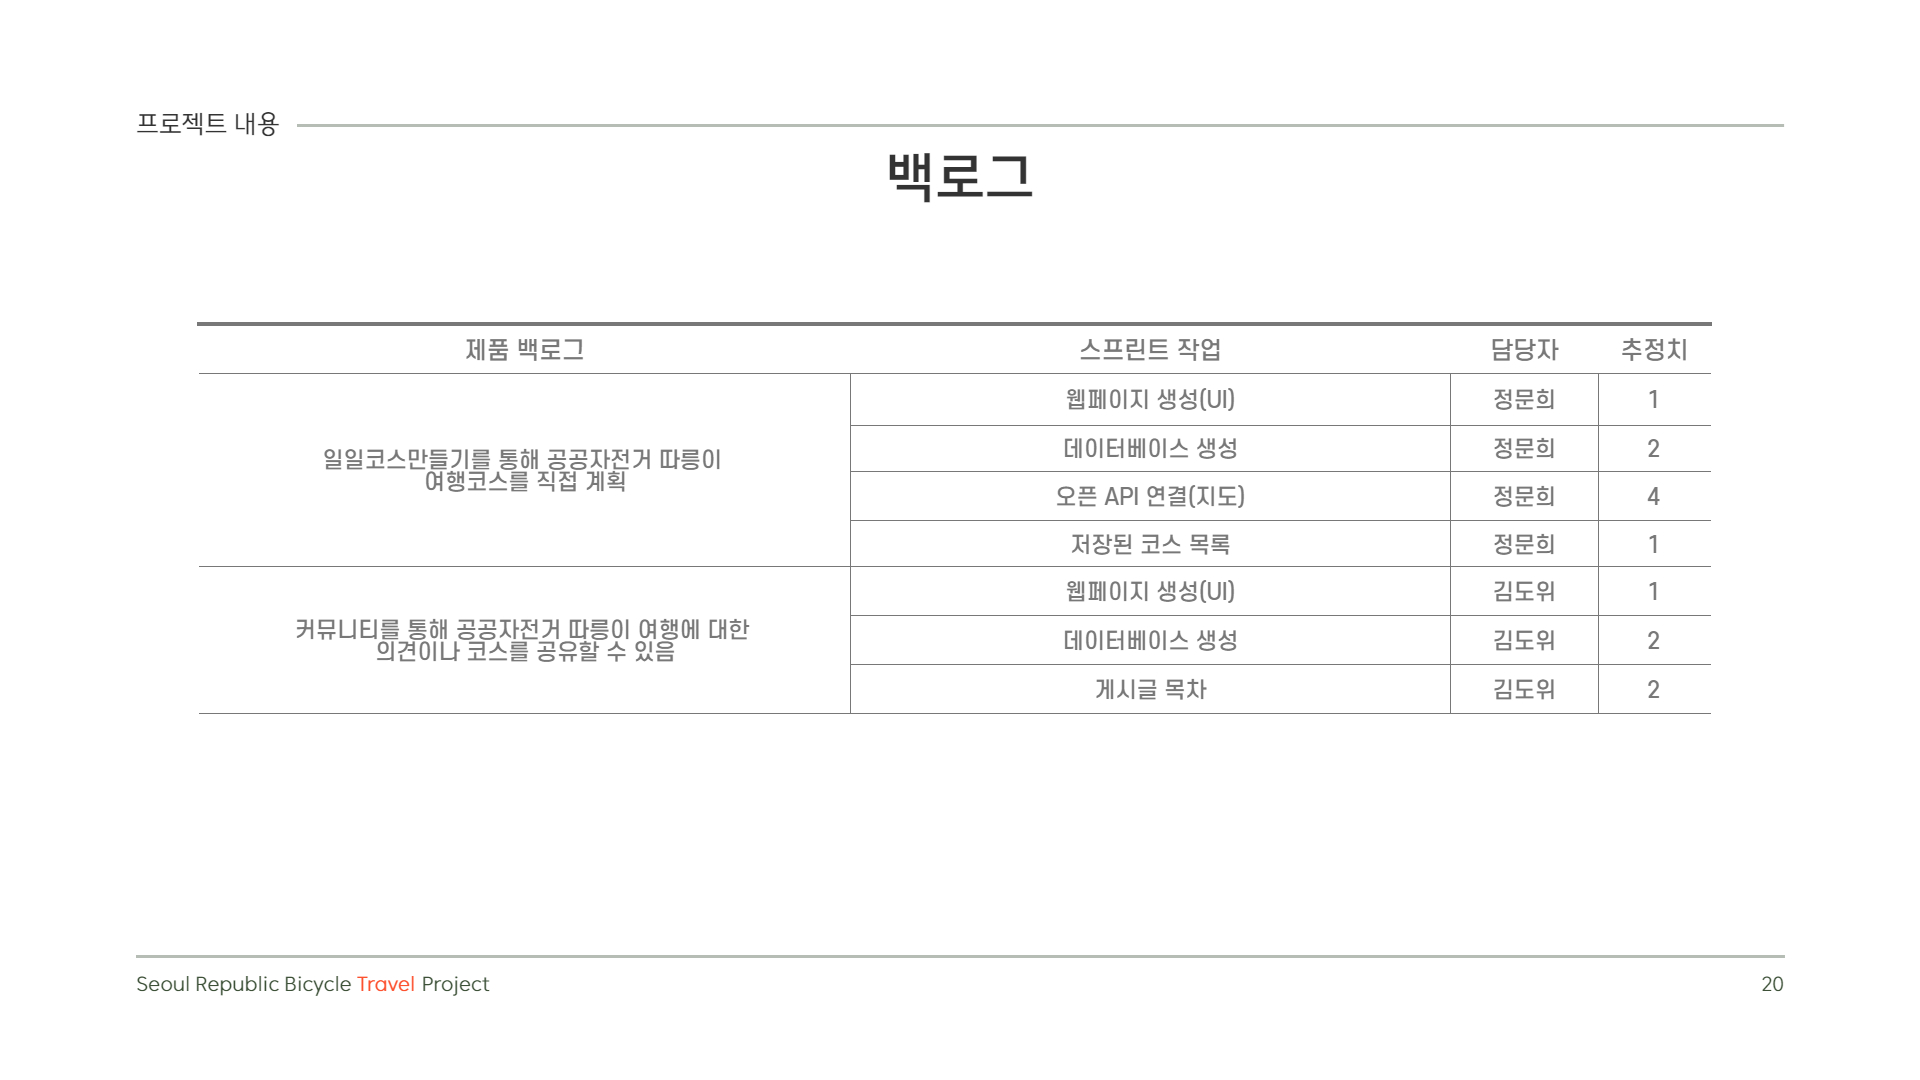 프로젝트 내용
백로그
제품 백로그 스프린트 작업 담당자 추정치
일일코스만들기를 통해 공공자전거 따릉이
여행코스를 직접 계획
웹페이지 생성(UI) 정문희 1
데이터베이스 생성 정문희 2
오픈 API 연결(지도) 정문희 4
저장된 코스 목록 정문희 1
커뮤니티를 통해 공공자전거 따릉이 여행에 대한
의견이나 코스를 공유할 수 있음
웹페이지 생성(UI) 김도위 1
데이터베이스 생성 김도위 2
게시글 목차 김도위 2
Seoul Republic Bicycle Travel Project 20